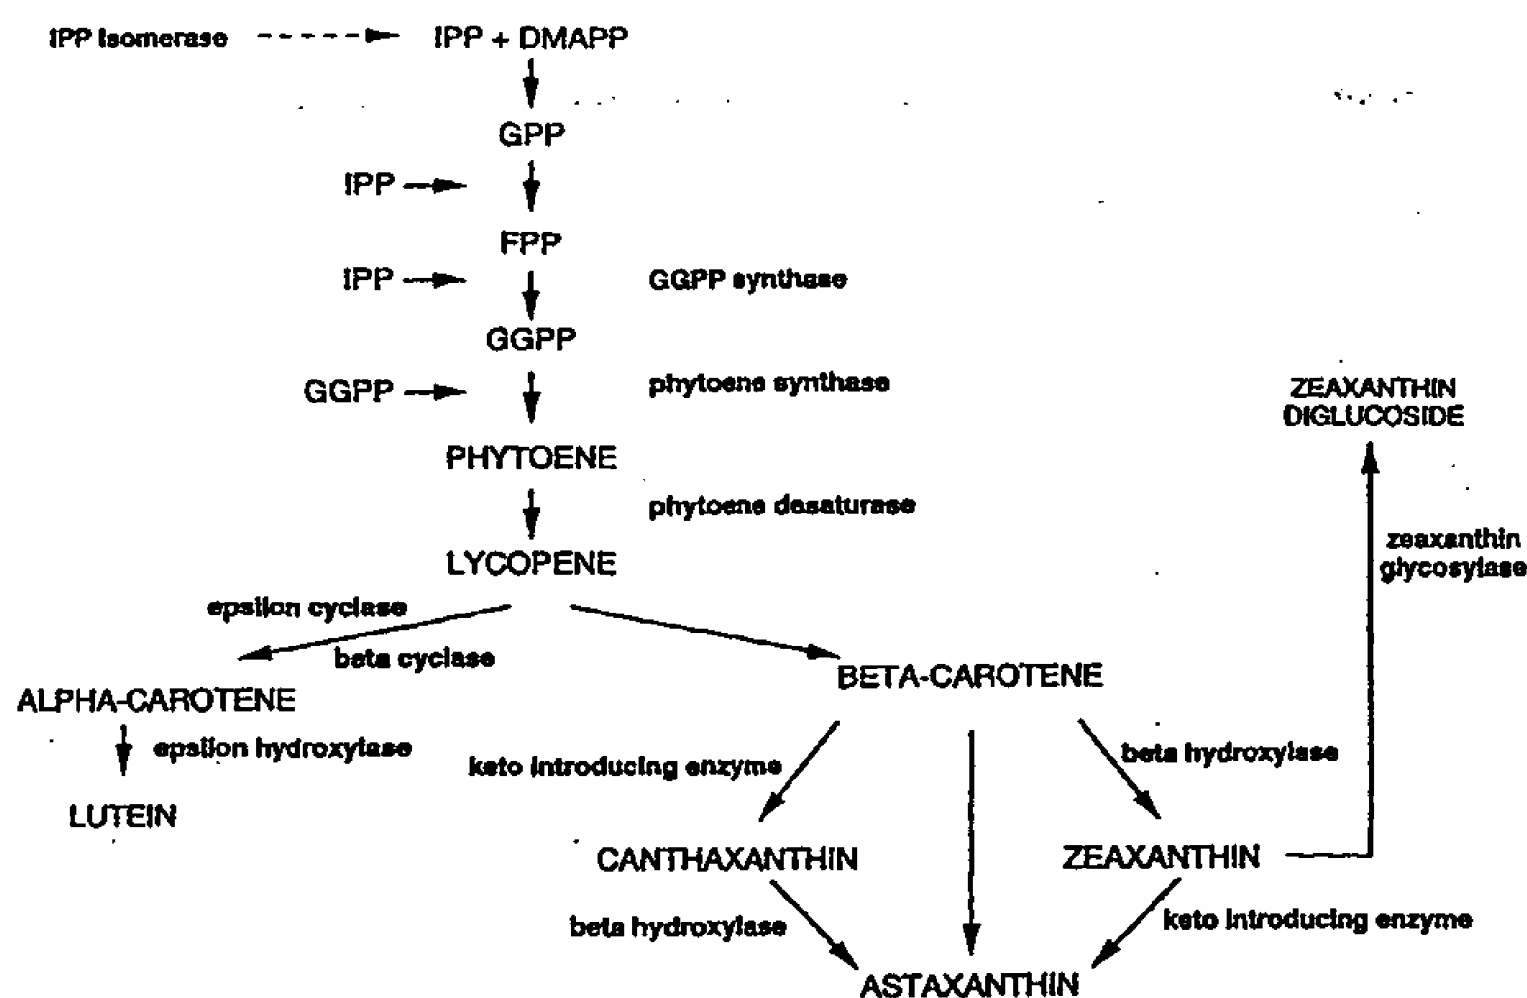 IPP Isomerase
IPP + DMAPP
GPP
IPP
FPP
IPP
GGPP synthase
GGPP
GGPP
phytoene synthase
ZEAXANTHIN
DIGLUCOSIDE
PHYTOENE
phytoene desaturase
zeaxanthin
glycosylase
LYCOPENE
epsilon cyclase
beta cyclase
BETA-CAROTENE
ALPHA-CAROTENE
epsilon hydroxylase
keto introducing enzyme
beta hydroxylase
LUTEIN
CANTHAXANTHIN
ZEAXANTHIN
beta hydroxylase
keto introducing enzyme
ASTAXANTHIN